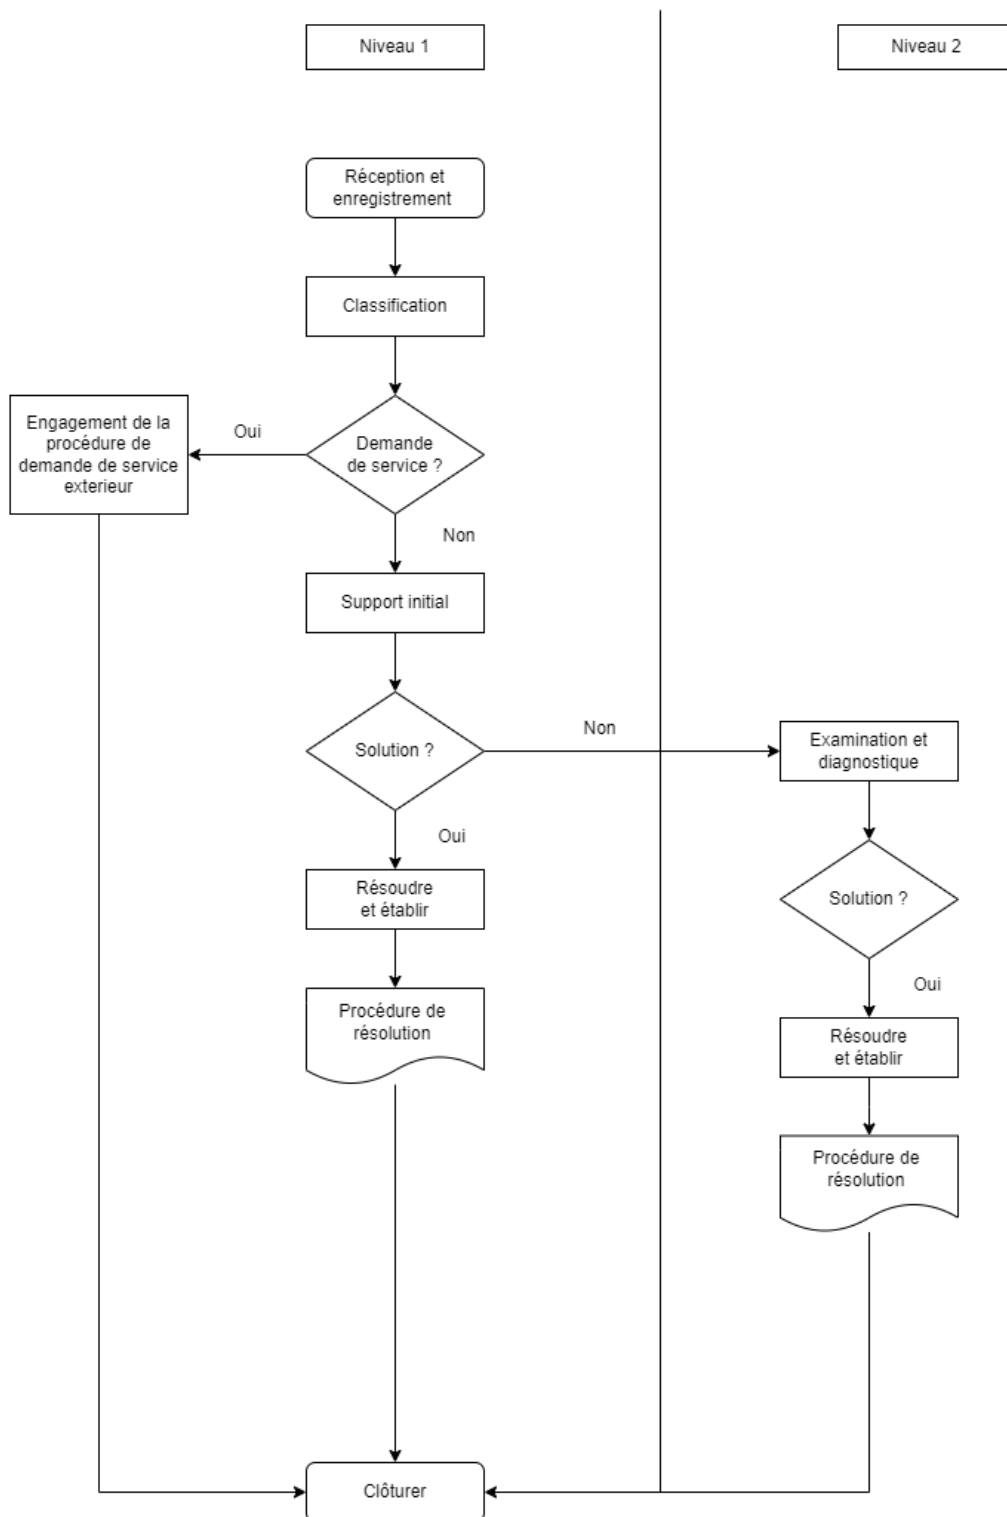 Niveau 1
Niveau 2
Réception et
enregistrement
Classification
Engagement de la
procédure de
demande de service
exterieur
Oui
Demande
de service ?
Non
Support initial
Solution ?
Non
Examination et
diagnostique
Oui
Solution ?
Résoudre
et établir
Oui
Procédure de
résolution
Résoudre
et établir
Procédure de
résolution
Clôturer